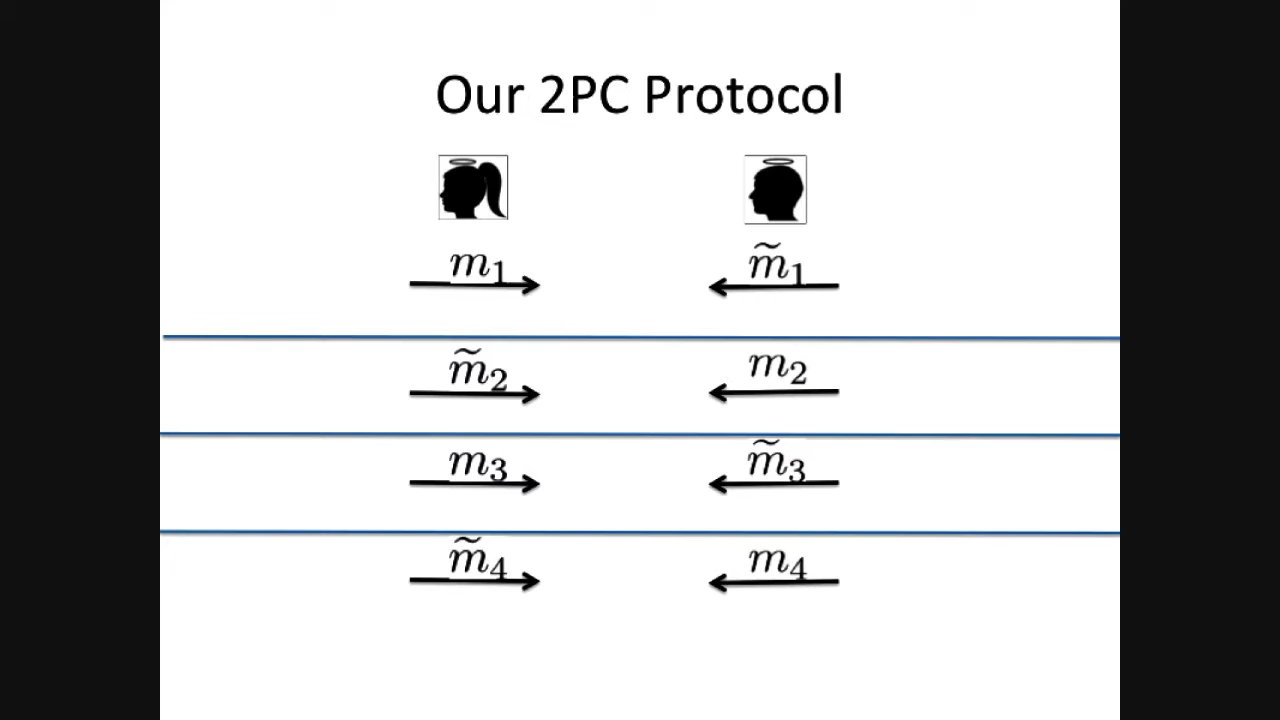 Our 2PC Protocol
m₁ m̃₁
m̃₂ m₂
m₃ m̃₃
m̃₄ m₄